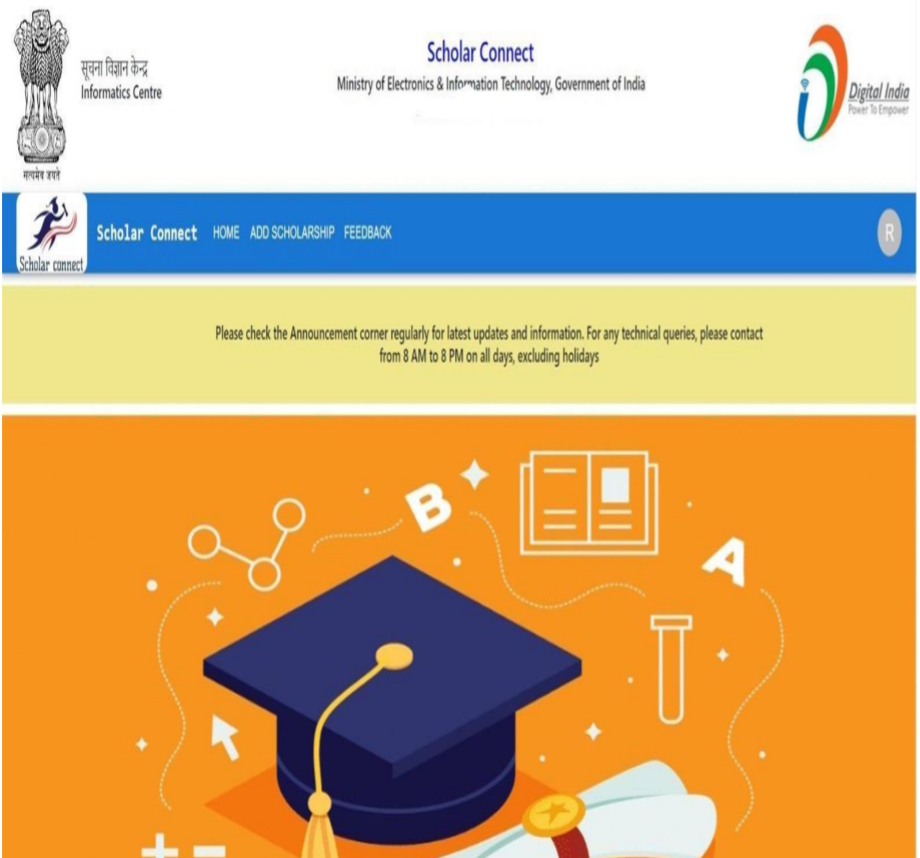 सूचना विज्ञान केन्द्र
Informatics Centre
सत्यमेव जयते
Scholar Connect
Ministry of Electronics & Information Technology, Government of India
Digital India
Power To Empower
Scholar connect
Scholar Connect HOME ADD SCHOLARSHIP FEEDBACK
R
Please check the Announcement corner regularly for latest updates and information. For any technical queries, please contact
from 8 AM to 8 PM on all days, excluding holidays
B
A